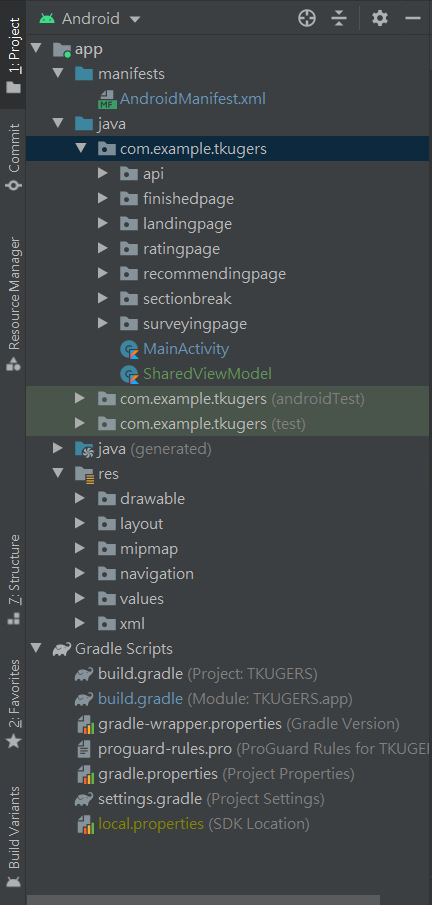 Android
1: Project
Commit
Resource Manager
7: Structure
2: Favorites
Build Variants
app
manifests
MF AndroidManifest.xml
java
com.example.tkugers
api
finishedpage
landingpage
ratingpage
recommendingpage
sectionbreak
surveyingpage
MainActivity
SharedViewModel
com.example.tkugers (androidTest)
com.example.tkugers (test)
java (generated)
res
drawable
layout
mipmap
navigation
values
xml
Gradle Scripts
build.gradle (Project: TKUGERS)
build.gradle (Module: TKUGERS.app)
gradle-wrapper.properties (Gradle Version)
proguard-rules.pro (ProGuard Rules for TKUGER
gradle.properties (Project Properties)
settings.gradle (Project Settings)
local.properties (SDK Location)